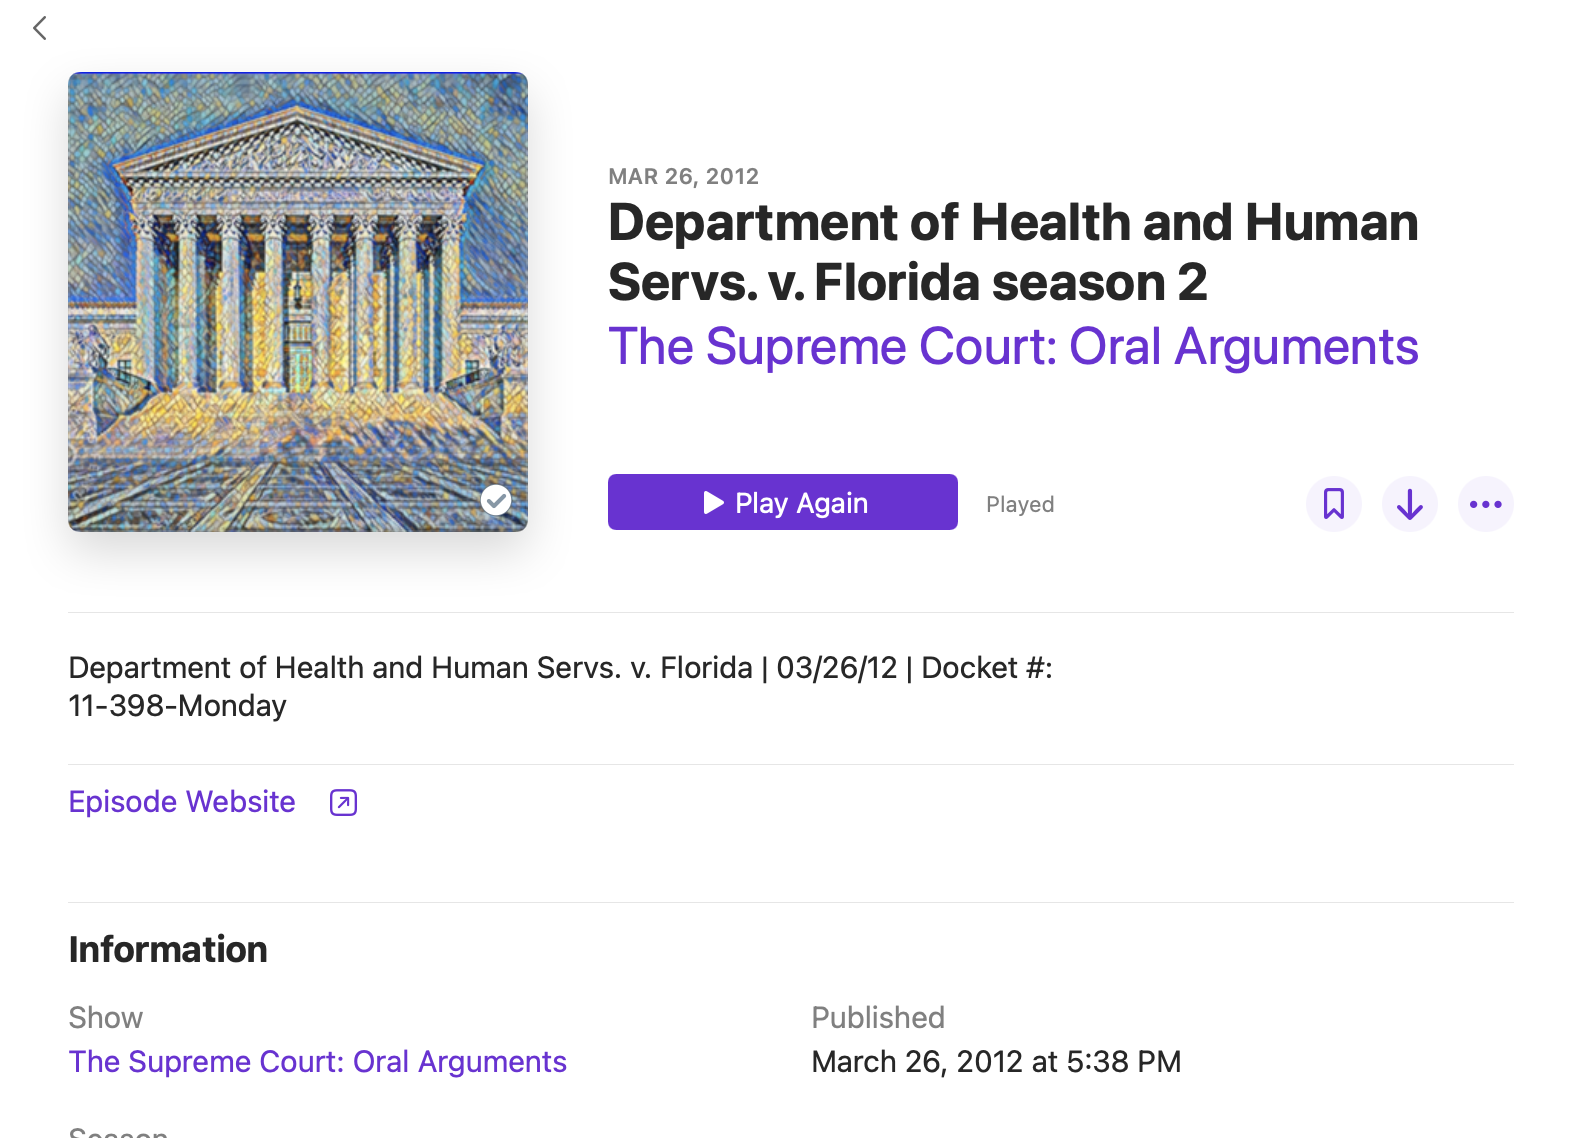 MAR 26, 2012
Department of Health and Human
Servs. v. Florida season 2
The Supreme Court: Oral Arguments
Play Again
Played
Department of Health and Human Servs. v. Florida | 03/26/12 | Docket #:
11-398-Monday
Episode Website
Information
Show
Published
The Supreme Court: Oral Arguments
March 26, 2012 at 5:38 PM
Season